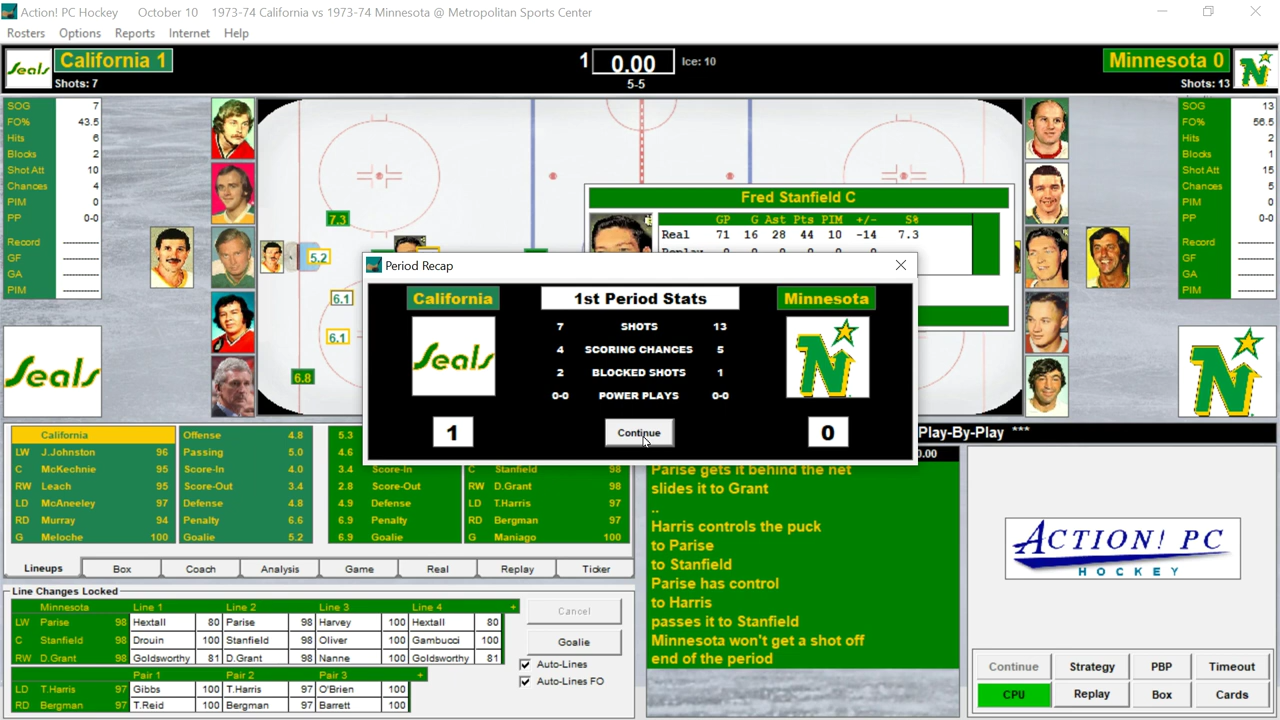 Action! PC Hockey October 10 1973-74 California vs 1973-74 Minnesota @ Metropolitan Sports Center
Rosters Options Reports Internet Help
Seals California 1 1 0.00 Ice: 10 Minnesota 0 N
Shots: 7 5-5 Shots: 13
SOG 7
FO% 43.5
Hits 6
Blocks 2
Shot Att 10
Chances 4
PIM 0
PP 0-0
Record ----------
GF ----------
GA ----------
PIM ----------
Seals
7.3
5.2
6.1
6.1
6.8
Fred Stanfield C
GP G Ast Pts PIM +/- S%
Real 71 16 28 44 10 -14 7.3
SOG 13
FO% 56.5
Hits 2
Blocks 1
Shot Att 15
Chances 5
PIM 0
PP 0-0
Record ----------
GF ----------
GA ----------
PIM ----------
N
Period Recap
California 1st Period Stats Minnesota
Seals N
7 SHOTS 13
4 SCORING CHANCES 5
2 BLOCKED SHOTS 1
0-0 POWER PLAYS 0-0
1 Continue 0
California Offense 4.8 5.3
LW J.Johnston 96 Passing 5.0 4.6
C McKechnie 95 Score-In 4.0 3.4 Score-In C Stanfield 98
RW Leach 95 Score-Out 3.4 2.8 Score-Out RW D.Grant 98
LD McAneeley 97 Defense 4.8 4.9 Defense LD T.Harris 97
RD Murray 94 Penalty 6.6 6.9 Penalty RD Bergman 97
G Meloche 100 Goalie 5.2 6.9 Goalie G Maniago 100
Lineups Box Coach Analysis Game Real Replay Ticker
Line Changes Locked
Minnesota Line 1 Line 2 Line 3 Line 4 +
LW Parise 98 Hextall 80 Parise 98 Harvey 100 Hextall 80
C Stanfield 98 Drouin 100 Stanfield 98 Oliver 100 Gambucci 100
RW D.Grant 98 Goldsworthy 81 D.Grant 98 Nanne 100 Goldsworthy 81
Pair 1 Pair 2 Pair 3 +
LD T.Harris 97 Gibbs 100 T.Harris 97 O'Brien 100
RD Bergman 97 T.Reid 100 Bergman 97 Barrett 100
Cancel
Goalie
Auto-Lines
Auto-Lines FO
Play-By-Play ***
0.00
Parise gets it behind the net
slides it to Grant
..
Harris controls the puck
to Parise
to Stanfield
Parise has control
to Harris
passes it to Stanfield
Minnesota won't get a shot off
end of the period
ACTION! PC
HOCKEY
Continue Strategy PBP Timeout
CPU Replay Box Cards